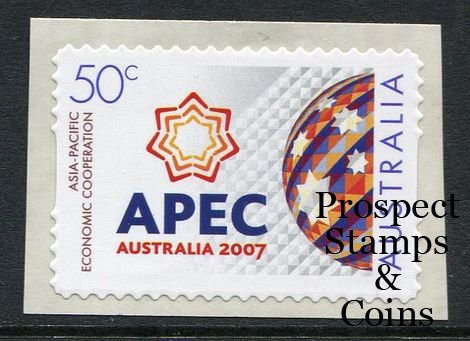 50c
ASIA-PACIFIC
ECONOMIC COOPERATION
APEC
AUSTRALIA 2007
AUSTRALIA
Prospect
Stamps
&
Coins